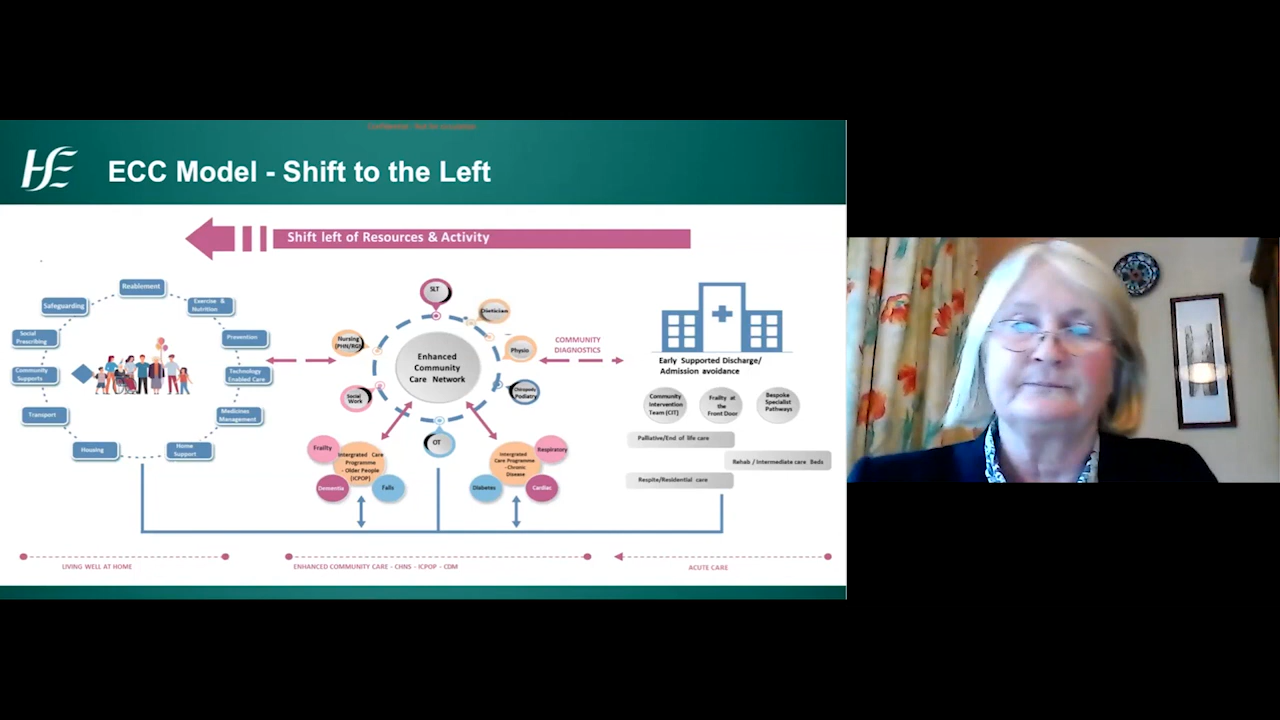 HSE
ECC Model - Shift to the Left
Shift left of Resources & Activity
Reablement
Safeguarding
Exercise &
Nutrition
Social
Prescribing
Prevention
Community
Supports
Technology
Enabled Care
Transport
Medicines
Management
Housing
Home
Support
SLT
Dieticians
Nursing
(PHN/RGN)
Physio
Enhanced
Community
Care Network
Social
Work
Chiropody
Podiatry
OT
Frailty
Intergrated Care
Programme
- Older People
(ICPOP)
Dementia
Falls
Intergrated
Care Programme
- Chronic
Disease
Respiratory
Diabetes
Cardiac
COMMUNITY
DIAGNOSTICS
Early Supported Discharge/
Admission avoidance
Community
Intervention
Team (CIT)
Frailty at
the
Front Door
Bespoke
Specialist
Pathways
Palliative/End of life care
Rehab / Intermediate care Beds
Respite/Residential care
LIVING WELL AT HOME
ENHANCED COMMUNITY CARE - CHNS - ICPOP - CDM
ACUTE CARE